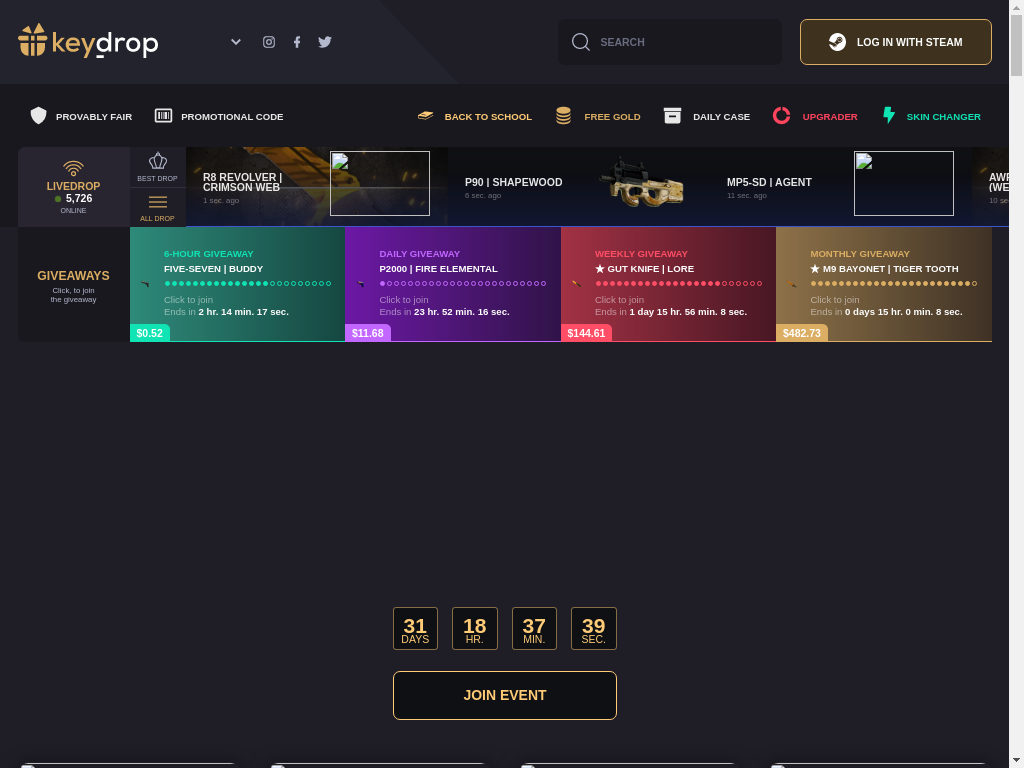 keydrop
SEARCH
LOG IN WITH STEAM
PROVABLY FAIR
PROMOTIONAL CODE
BACK TO SCHOOL
FREE GOLD
DAILY CASE
UPGRADER
SKIN CHANGER
LIVEDROP
5,726
ONLINE
BEST DROP
ALL DROP
R8 REVOLVER |
CRIMSON WEB
1 sec. ago
P90 | SHAPEWOOD
6 sec. ago
MP5-SD | AGENT
11 sec. ago
GIVEAWAYS
Click, to join
the giveaway
6-HOUR GIVEAWAY
FIVE-SEVEN | BUDDY
Click to join
Ends in 2 hr. 14 min. 17 sec.
$0.52
DAILY GIVEAWAY
P2000 | FIRE ELEMENTAL
Click to join
Ends in 23 hr. 52 min. 16 sec.
$11.68
WEEKLY GIVEAWAY
★ GUT KNIFE | LORE
Click to join
Ends in 1 day 15 hr. 56 min. 8 sec.
$144.61
MONTHLY GIVEAWAY
★ M9 BAYONET | TIGER TOOTH
Click to join
Ends in 0 days 15 hr. 0 min. 8 sec.
$482.73
31
DAYS
18
HR.
37
MIN.
39
SEC.
JOIN EVENT